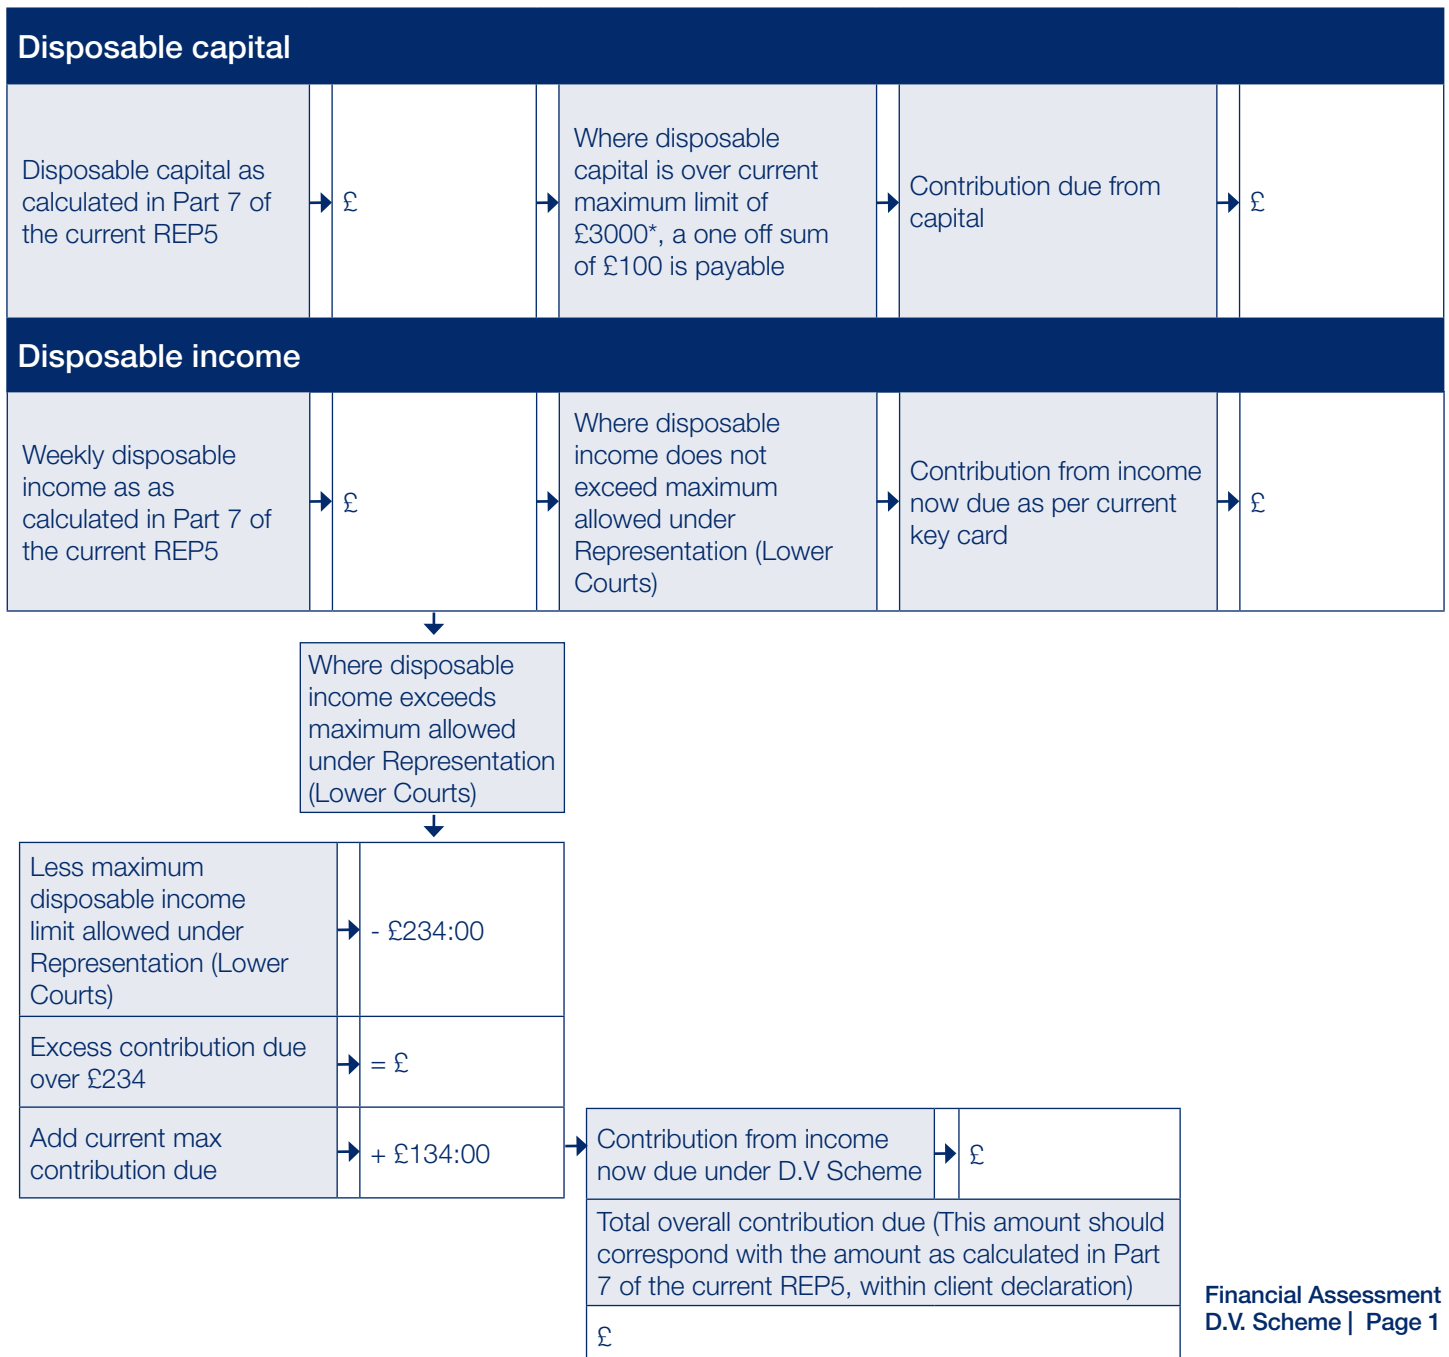 Disposable capital
Disposable capital as
calculated in Part 7 of
the current REP5
£
Where disposable
capital is over current
maximum limit of
£3000*, a one off sum
of £100 is payable
Contribution due from
capital
£
Disposable income
Weekly disposable
income as as
calculated in Part 7 of
the current REP5
£
Where disposable
income does not
exceed maximum
allowed under
Representation (Lower
Courts)
Contribution from income
now due as per current
key card
£
Where disposable
income exceeds
maximum allowed
under Representation
(Lower Courts)
Less maximum
disposable income
limit allowed under
Representation (Lower
Courts)
- £234:00
Excess contribution due
over £234
= £
Add current max
contribution due
+ £134:00
Contribution from income
now due under D.V Scheme
£
Total overall contribution due (This amount should
correspond with the amount as calculated in Part
7 of the current REP5, within client declaration)
£
Financial Assessment
D.V. Scheme | Page 1